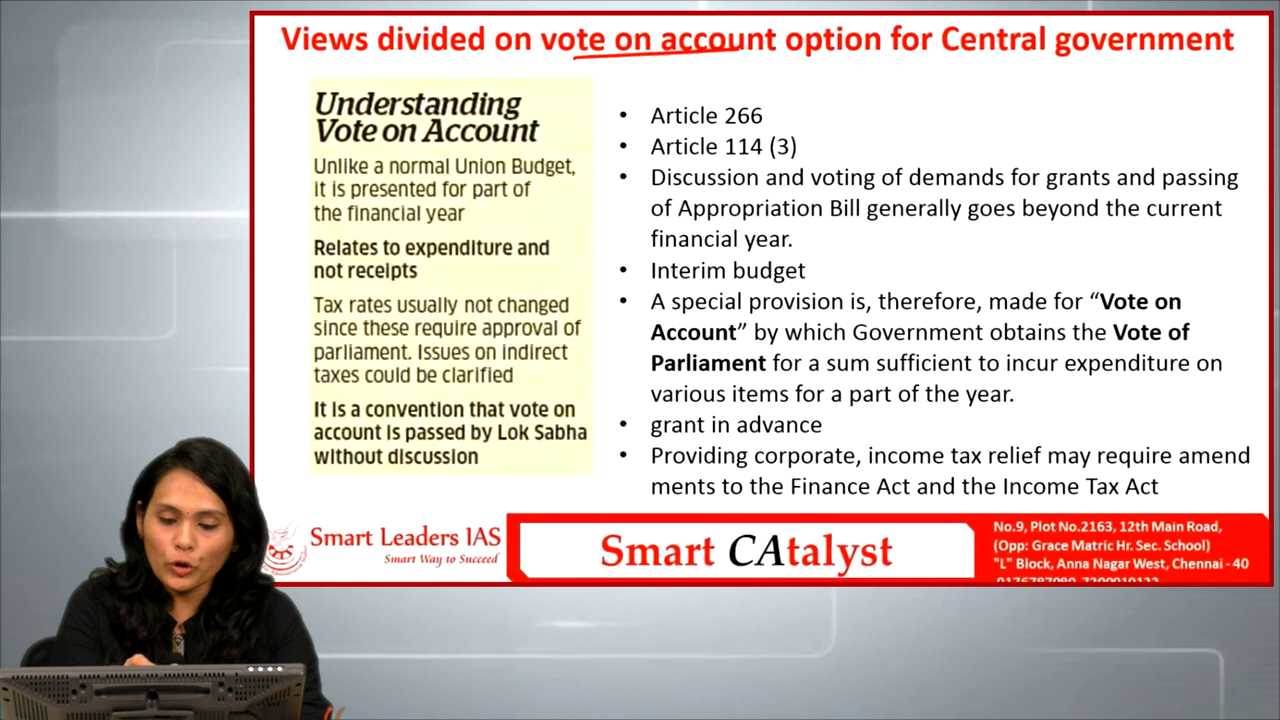 Views divided on vote on account option for Central government
Understanding
Vote on Account
Unlike a normal Union Budget,
it is presented for part of
the financial year
Relates to expenditure and
not receipts
Tax rates usually not changed
since these require approval of
parliament. Issues on indirect
taxes could be clarified
It is a convention that vote on
account is passed by Lok Sabha
without discussion
• Article 266
• Article 114 (3)
• Discussion and voting of demands for grants and passing
of Appropriation Bill generally goes beyond the current
financial year.
• Interim budget
• A special provision is, therefore, made for “Vote on
Account” by which Government obtains the Vote of
Parliament for a sum sufficient to incur expenditure on
various items for a part of the year.
• grant in advance
• Providing corporate, income tax relief may require amend
ments to the Finance Act and the Income Tax Act
Smart Leaders IAS
Smart Way to Succeed
Smart CAtalyst
No.9, Plot No.2163, 12th Main Road,
(Opp: Grace Matric Hr. Sec. School)
"L" Block, Anna Nagar West, Chennai - 40